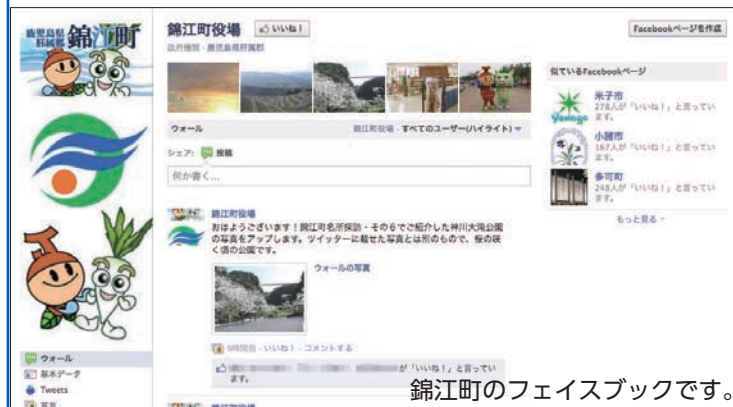 鹿児島県
肝属郡
錦江町
ウォール
基本データ
Tweets
写真
錦江町役場
いいね！
政府機関・鹿児島県肝属郡
ウォール
錦江町役場・すべてのユーザー(ハイライト)
シェア: 投稿
何か書く...
錦江町役場
おはようございます！錦江町名所探訪・その６でご紹介した神川大滝公園
の写真をアップします。ツイッターに載せた写真とは別のもので、桜の咲
く頃の公園です。
ウォールの写真
9時間前・いいね！・コメントする
が「いいね！」と言ってい
ます。
錦江町役場
Facebookページを作成
似ているFacebookページ
米子市
278人が「いいね！」と言ってい
ます。
Yonago
小國市
167人が「いいね！」と言ってい
ます。
多可町
248人が「いいね！」と言ってい
ます。
もっと見る
錦江町のフェイスブックです。